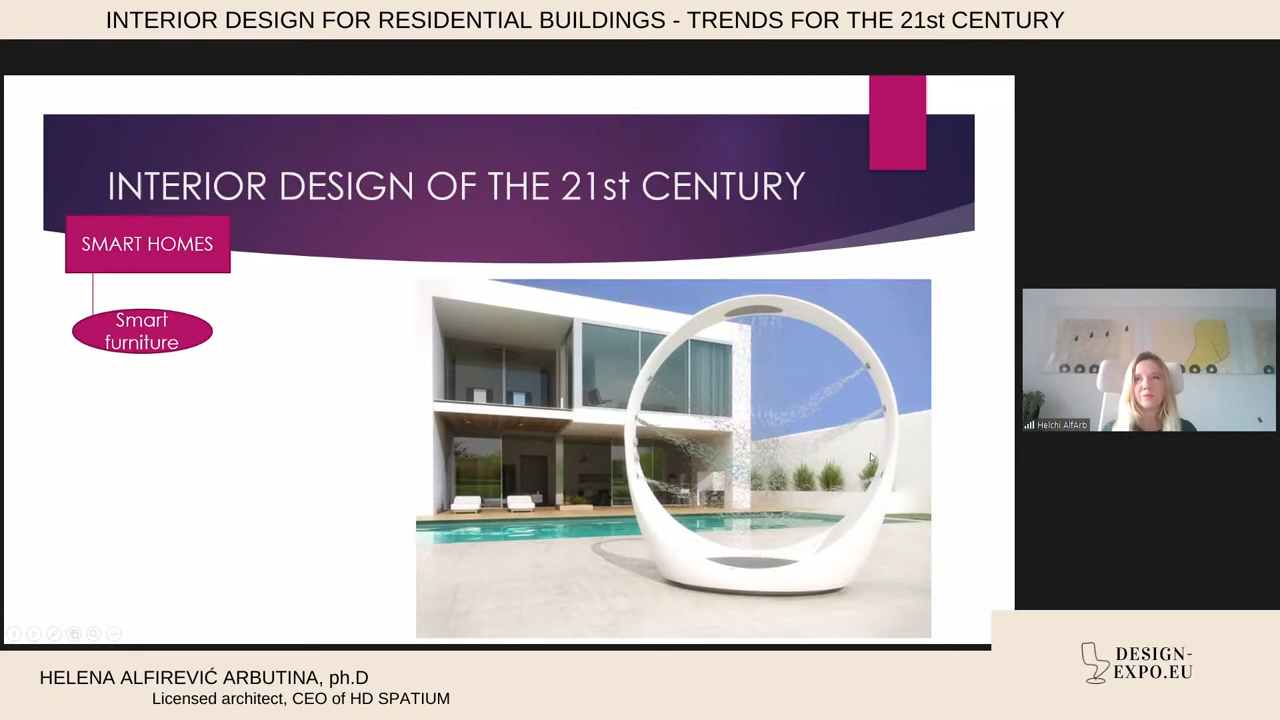 INTERIOR DESIGN FOR RESIDENTIAL BUILDINGS - TRENDS FOR THE 21st CENTURY
INTERIOR DESIGN OF THE 21st CENTURY
SMART HOMES
Smart
furniture
Helchi AlfArb
HELENA ALFIREVIĆ ARBUTINA, ph.D
Licensed architect, CEO of HD SPATIUM
DESIGN-
EXPO.EU